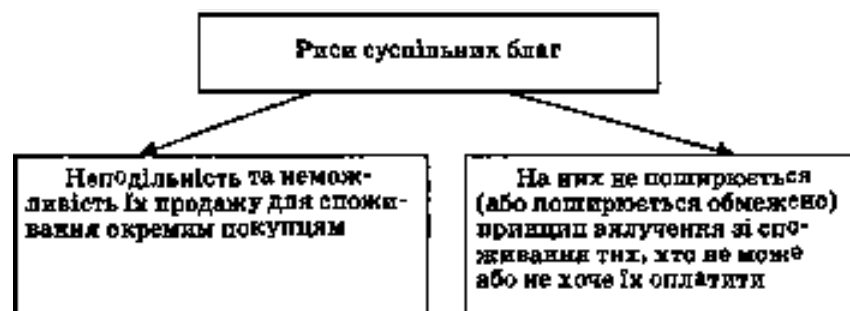 Риси суспільних благ
Неподільність та немож-
ливість їх продажу для спожи-
вання окремим покупцям
На них не поширюється
(або поширюється обмежено)
принцип вилучення зі спо-
живання тих, хто не може
або не хоче їх оплатити